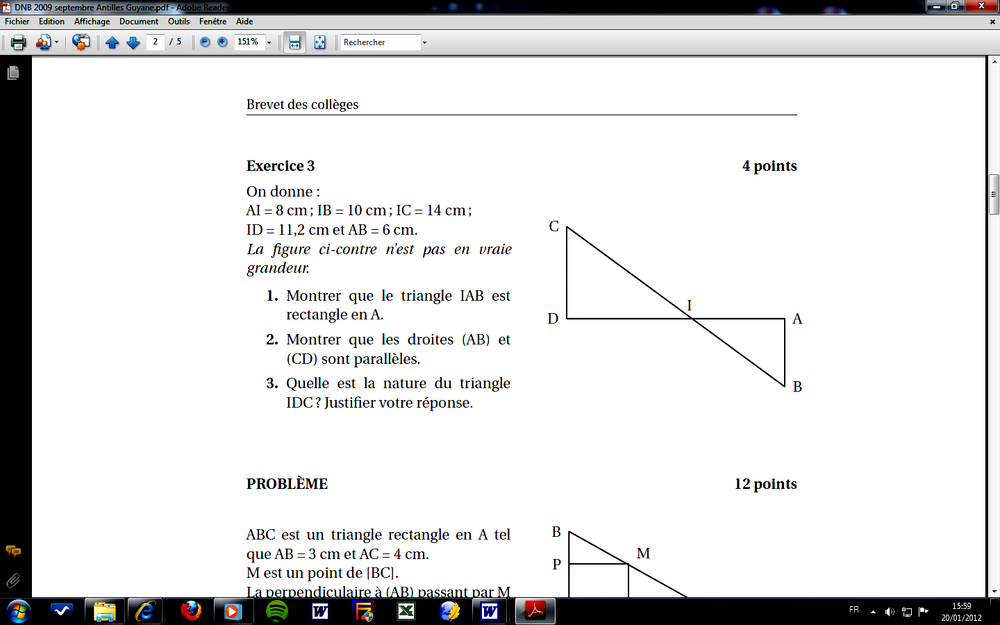 DNB 2009 septembre Antilles Guyane.pdf - Adobe Reader
Fichier Edition Affichage Document Outils Fenêtre Aide
2 / 5 151% Rechercher
Brevet des collèges
Exercice 3 4 points
On donne :
AI = 8 cm ; IB = 10 cm ; IC = 14 cm ;
ID = 11,2 cm et AB = 6 cm.
La figure ci-contre n'est pas en vraie
grandeur.
1. Montrer que le triangle IAB est
rectangle en A.
2. Montrer que les droites (AB) et
(CD) sont parallèles.
3. Quelle est la nature du triangle
IDC ? Justifier votre réponse.
C
I
D A
B
PROBLÈME 12 points
ABC est un triangle rectangle en A tel
que AB = 3 cm et AC = 4 cm.
M est un point de [BC].
La perpendiculaire à (AB) passant par M
B
M
P
FR
15:59
20/01/2012